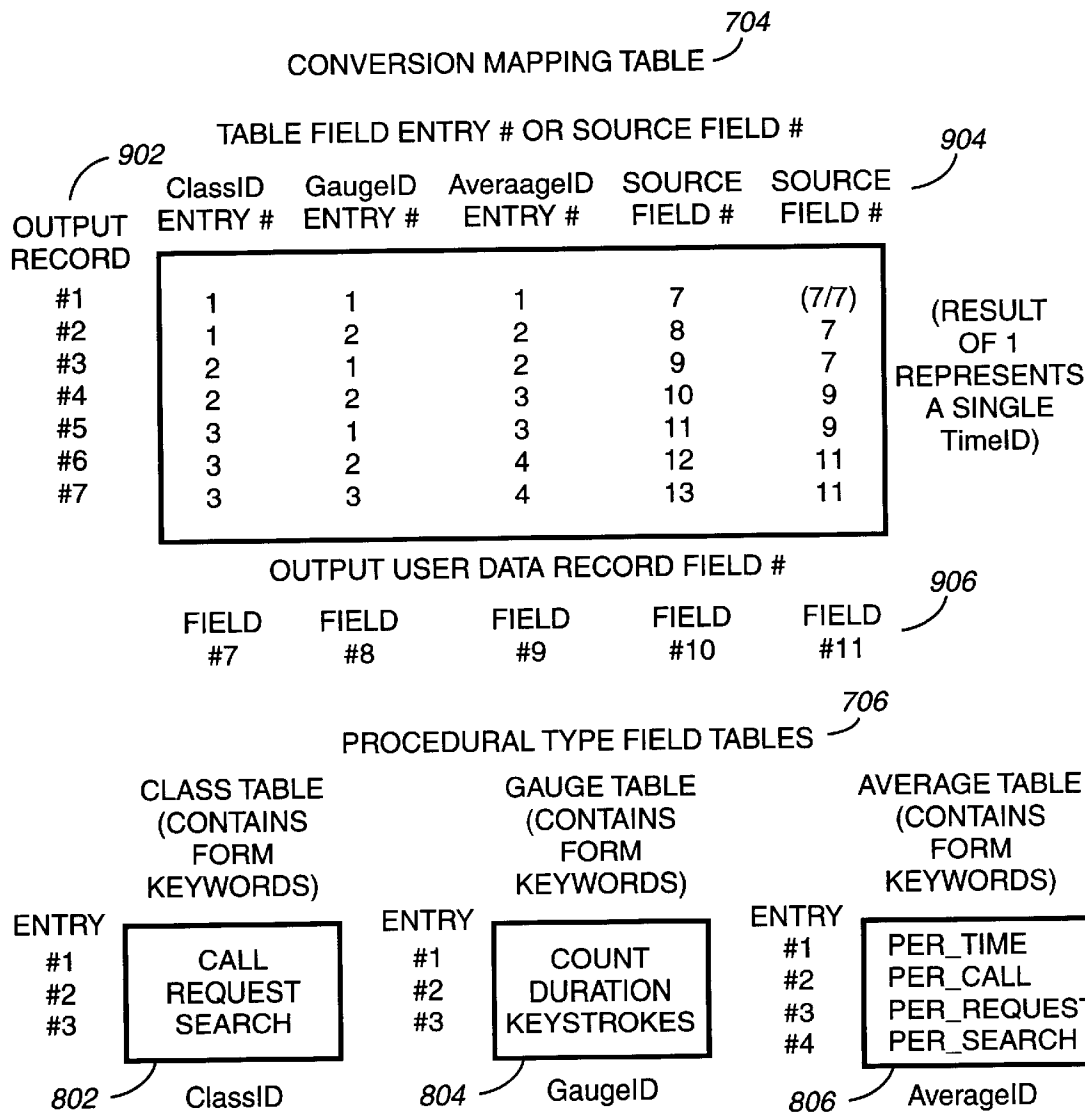 704
CONVERSION MAPPING TABLE
TABLE FIELD ENTRY # OR SOURCE FIELD #
902
904
ClassID GaugeID AveraageID SOURCE SOURCE
ENTRY # ENTRY # ENTRY # FIELD # FIELD #
OUTPUT
RECORD
#1 1 1 1 7 (7/7)
#2 1 2 2 8 7
#3 2 1 2 9 7
#4 2 2 3 10 9
#5 3 1 3 11 9
#6 3 2 4 12 11
#7 3 3 4 13 11
(RESULT
OF 1
REPRESENTS
A SINGLE
TimeID)
OUTPUT USER DATA RECORD FIELD #
906
FIELD FIELD FIELD FIELD FIELD
#7 #8 #9 #10 #11
706
PROCEDURAL TYPE FIELD TABLES
CLASS TABLE
(CONTAINS
FORM
KEYWORDS)
ENTRY
#1 CALL
#2 REQUEST
#3 SEARCH
802 ClassID
GAUGE TABLE
(CONTAINS
FORM
KEYWORDS)
ENTRY
#1 COUNT
#2 DURATION
#3 KEYSTROKES
804 GaugeID
AVERAGE TABLE
(CONTAINS
FORM
KEYWORDS)
ENTRY
#1 PER_TIME
#2 PER_CALL
#3 PER_REQUEST
#4 PER_SEARCH
806 AverageID